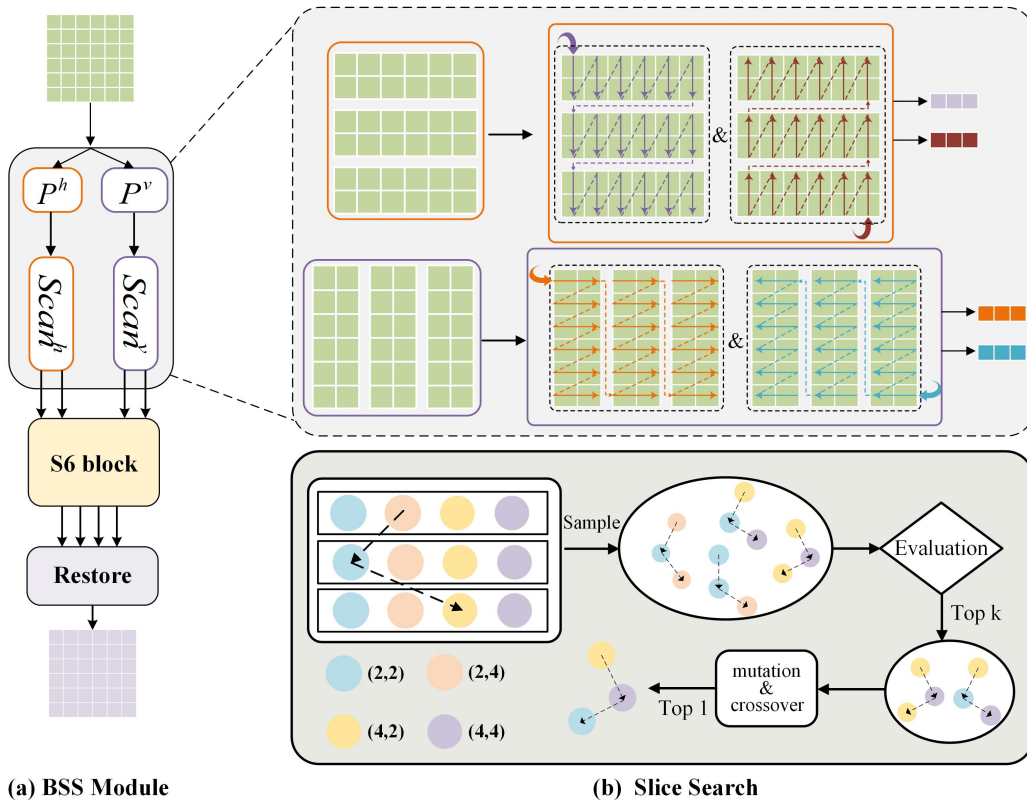 P^h
P^v
Scan^h
Scan^v
S6 block
Restore
&
&
Sample
Evaluation
Top k
mutation
&
crossover
Top 1
(2,2)
(2,4)
(4,2)
(4,4)
(a) BSS Module
(b) Slice Search